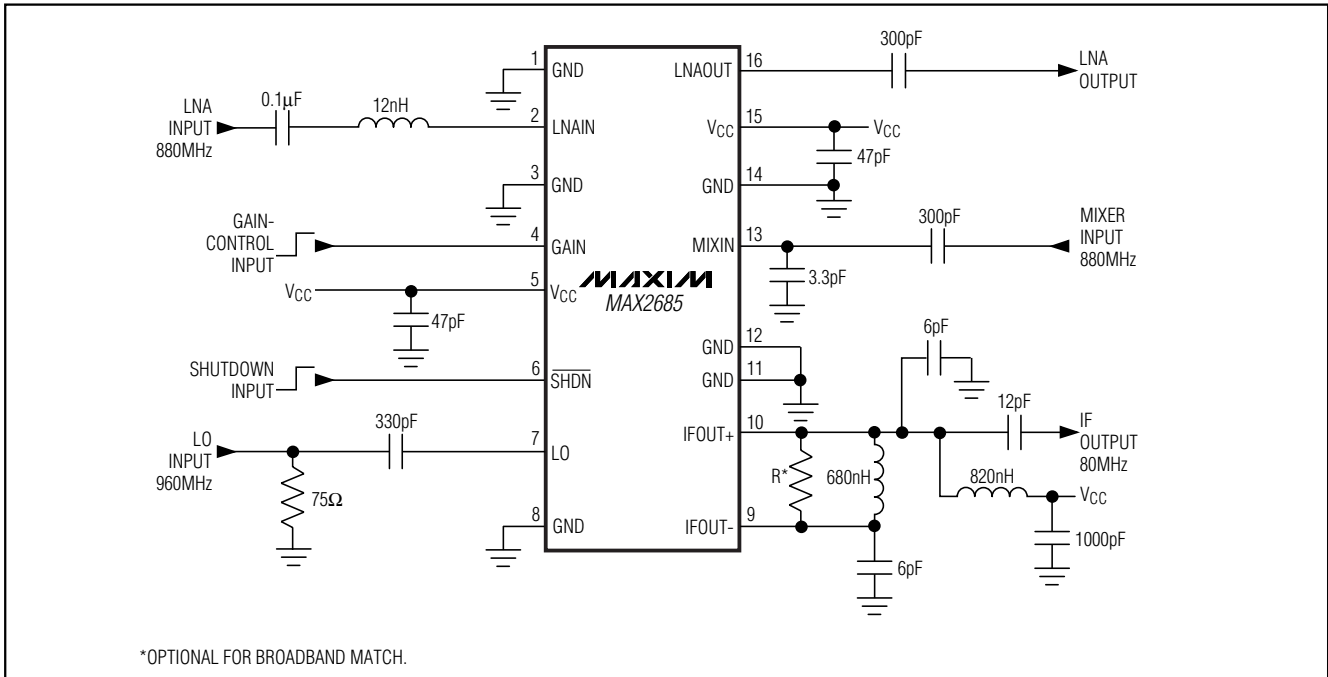 LNA
INPUT
880MHz
0.1µF
12nH
1
GND
2
LNAIN
3
GND
GAIN-
CONTROL
INPUT
4
GAIN
VCC
5
VCC
47pF
SHUTDOWN
INPUT
6
SHDN
LO
INPUT
960MHz
75Ω
330pF
7
LO
8
GND
MAXIM
MAX2685
LNAOUT
16
300pF
LNA
OUTPUT
VCC
15
VCC
47pF
GND
14
MIXIN
13
300pF
MIXER
INPUT
880MHz
3.3pF
GND
12
GND
11
6pF
IFOUT+
10
12pF
IF
OUTPUT
80MHz
R*
680nH
820nH
VCC
1000pF
IFOUT-
9
6pF
*OPTIONAL FOR BROADBAND MATCH.